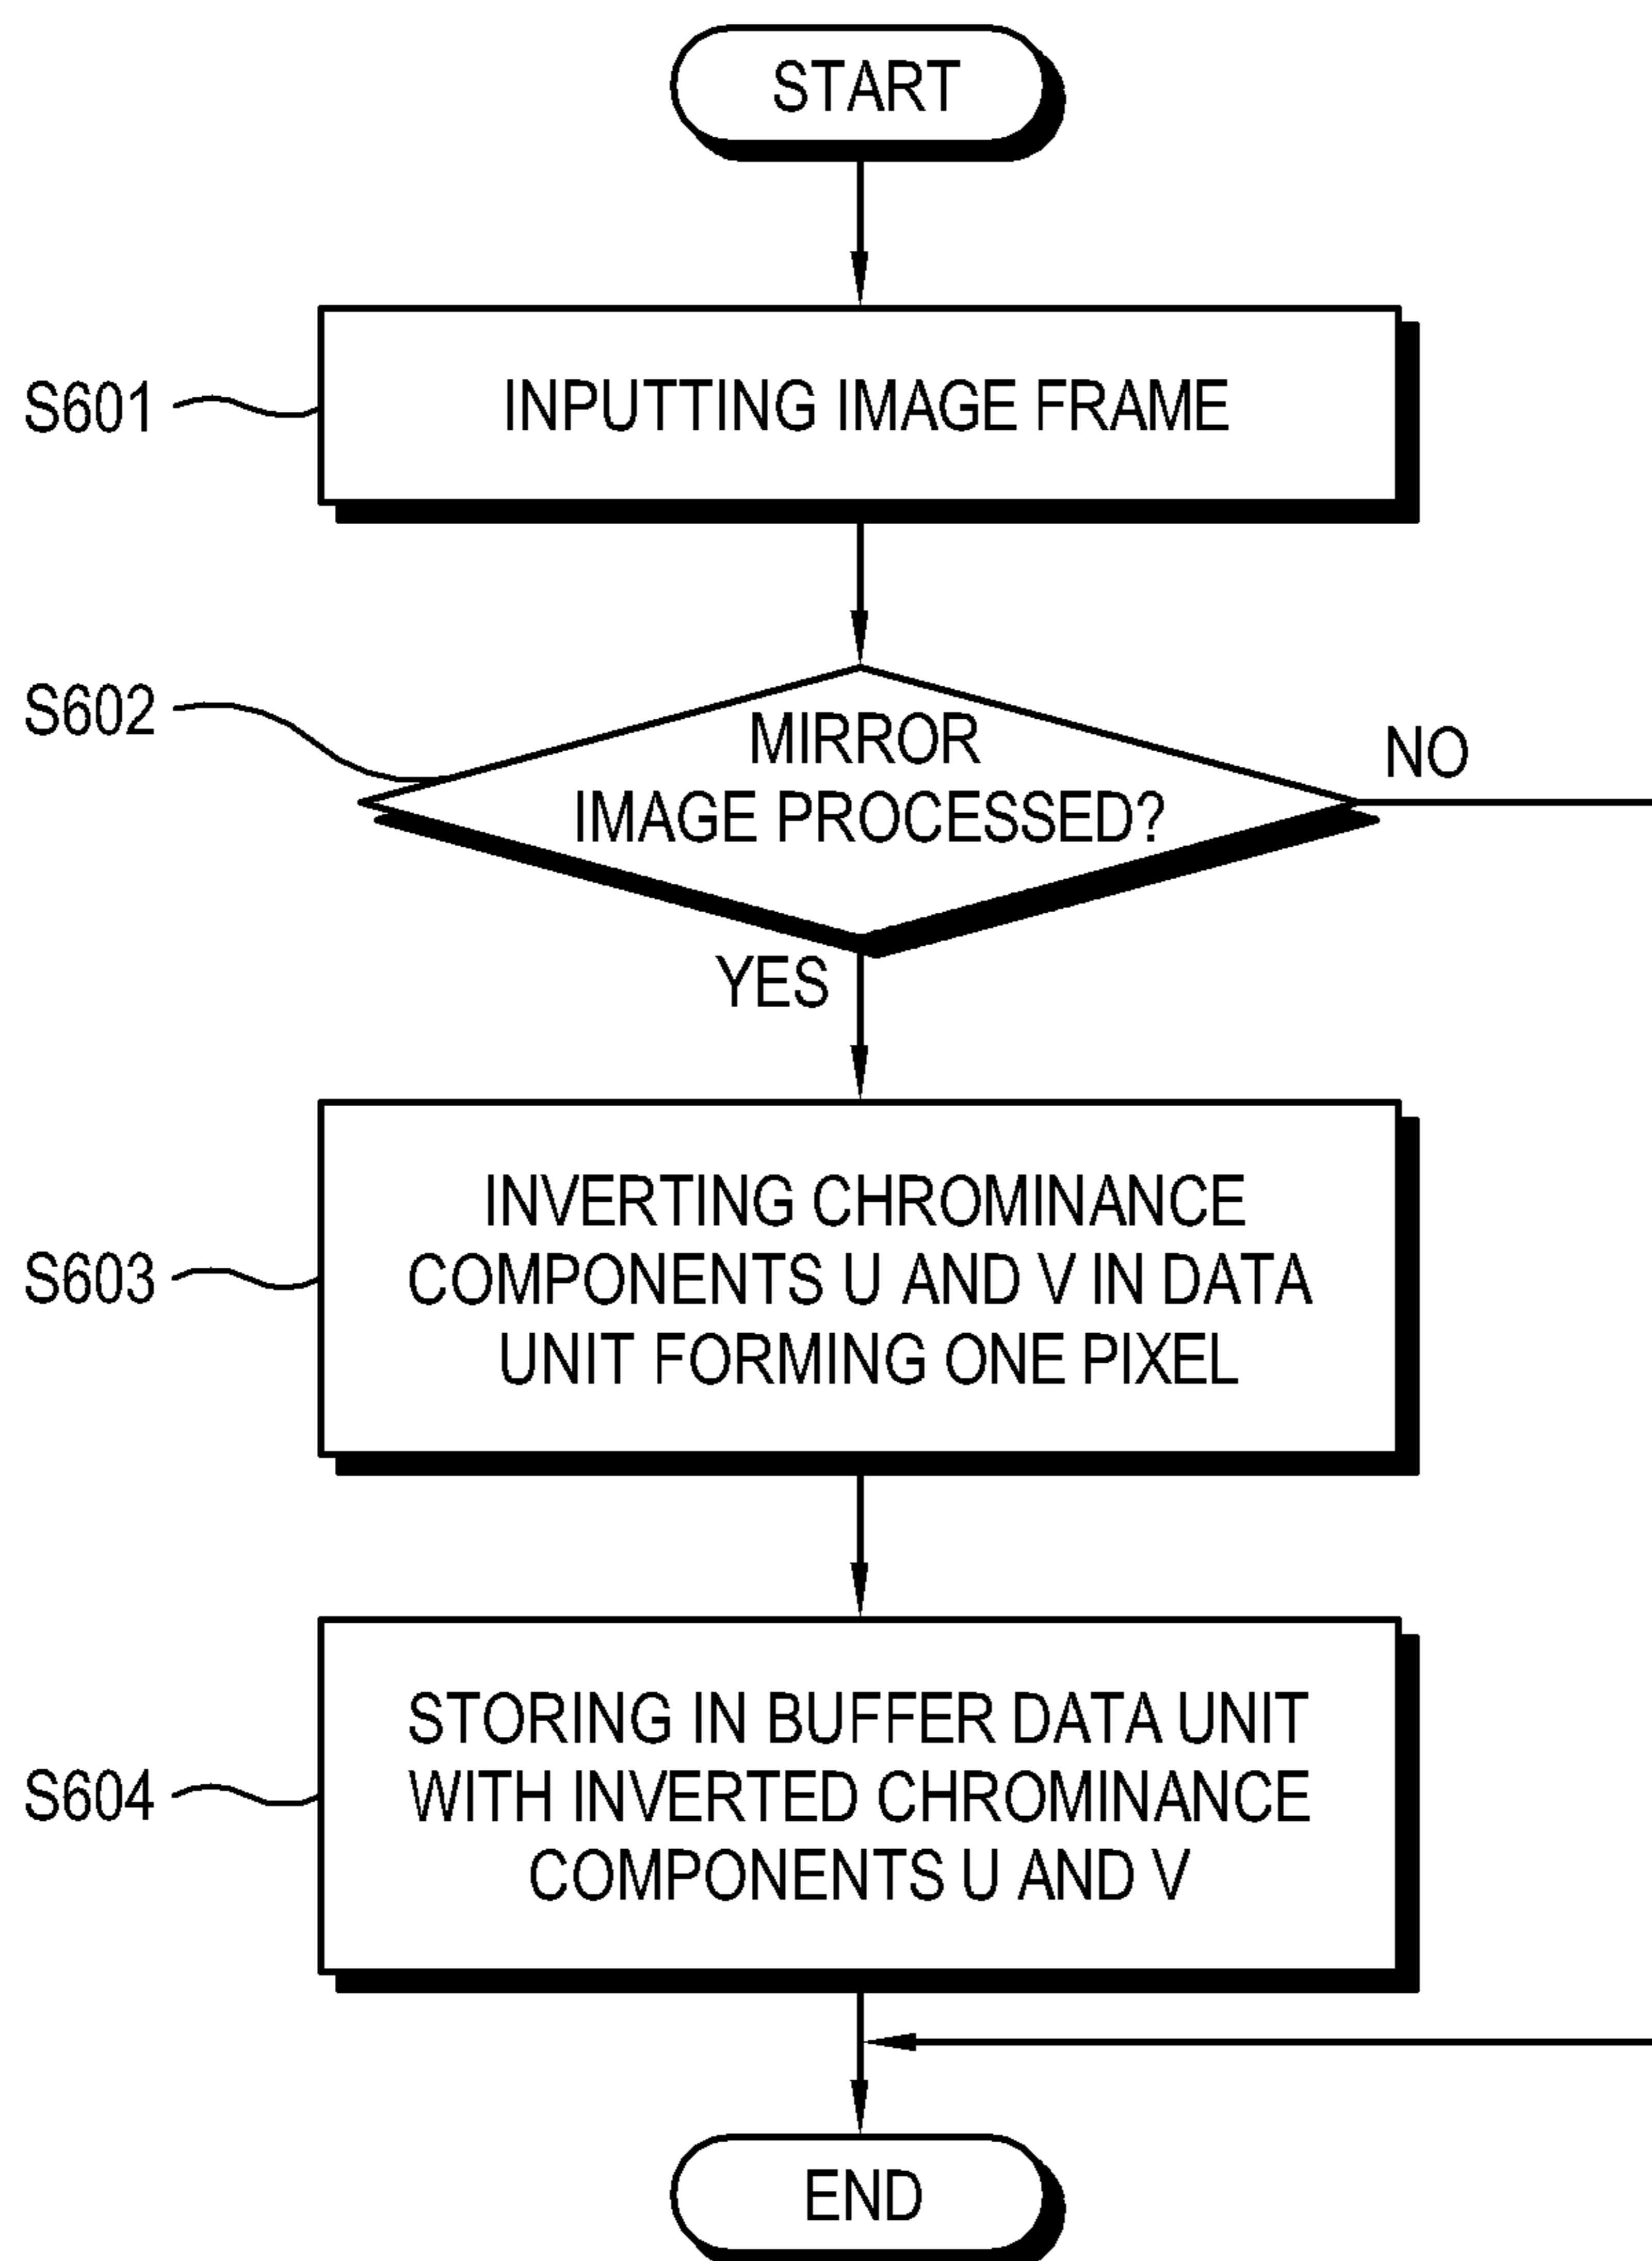 START
S601
INPUTTING IMAGE FRAME
S602
MIRROR
IMAGE PROCESSED?
NO
YES
S603
INVERTING CHROMINANCE
COMPONENTS U AND V IN DATA
UNIT FORMING ONE PIXEL
S604
STORING IN BUFFER DATA UNIT
WITH INVERTED CHROMINANCE
COMPONENTS U AND V
END